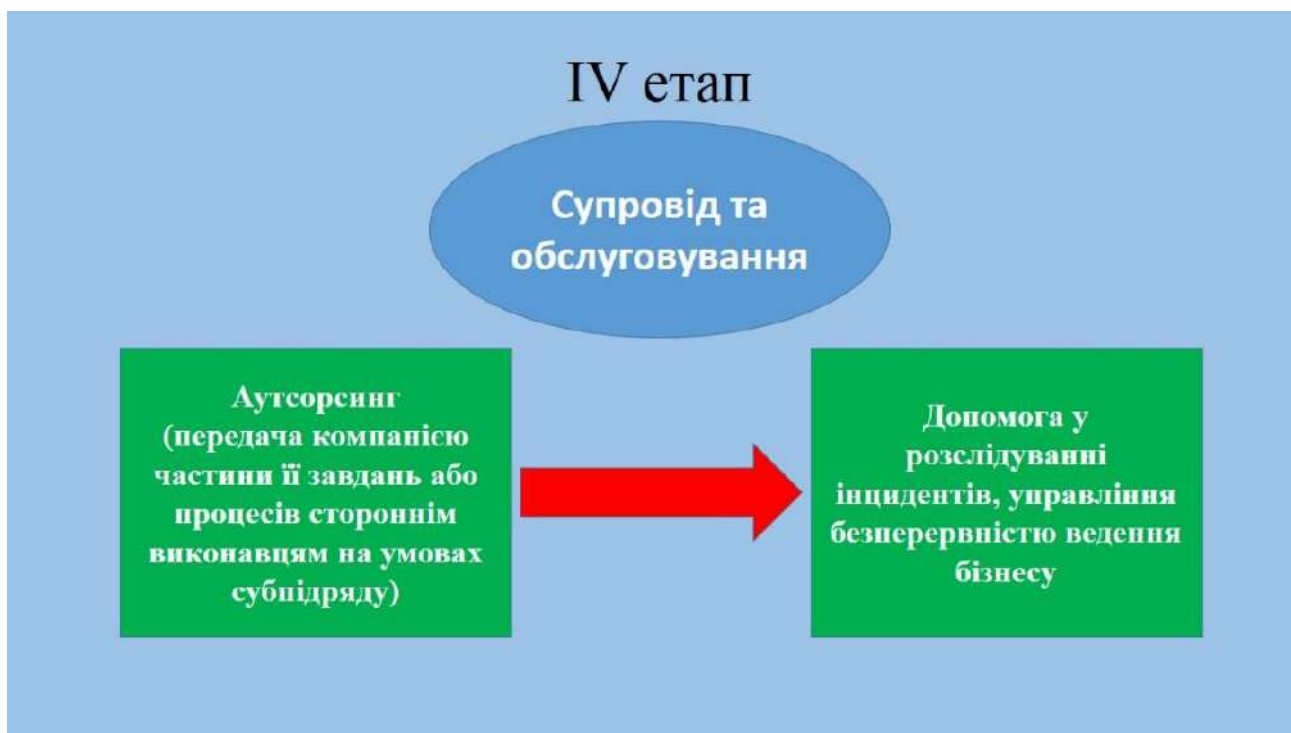 IV етап
Супровід та
обслуговування
Аутсорсинг
(передача компанією
частини її завдань або
процесів стороннім
виконавцям на умовах
субпідряду)
Допомога у
розслідуванні
інцидентів, управління
безперервністю ведення
бізнесу